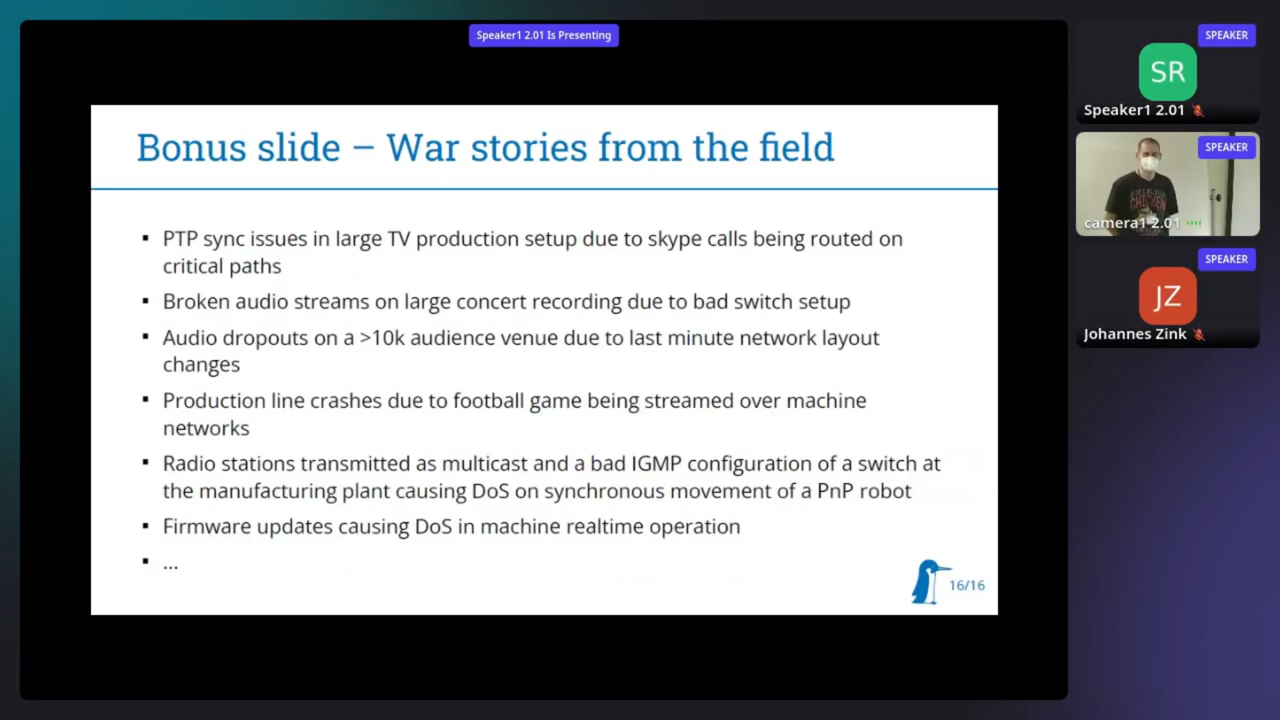 Speaker1 2.01 Is Presenting
Bonus slide – War stories from the field
▪ PTP sync issues in large TV production setup due to skype calls being routed on
critical paths
▪ Broken audio streams on large concert recording due to bad switch setup
▪ Audio dropouts on a >10k audience venue due to last minute network layout
changes
▪ Production line crashes due to football game being streamed over machine
networks
▪ Radio stations transmitted as multicast and a bad IGMP configuration of a switch at
the manufacturing plant causing DoS on synchronous movement of a PnP robot
▪ Firmware updates causing DoS in machine realtime operation
▪ ...
16/16
SPEAKER
SR
Speaker1 2.01
SPEAKER
CHICKEN
camera1 2.01
SPEAKER
JZ
Johannes Zink